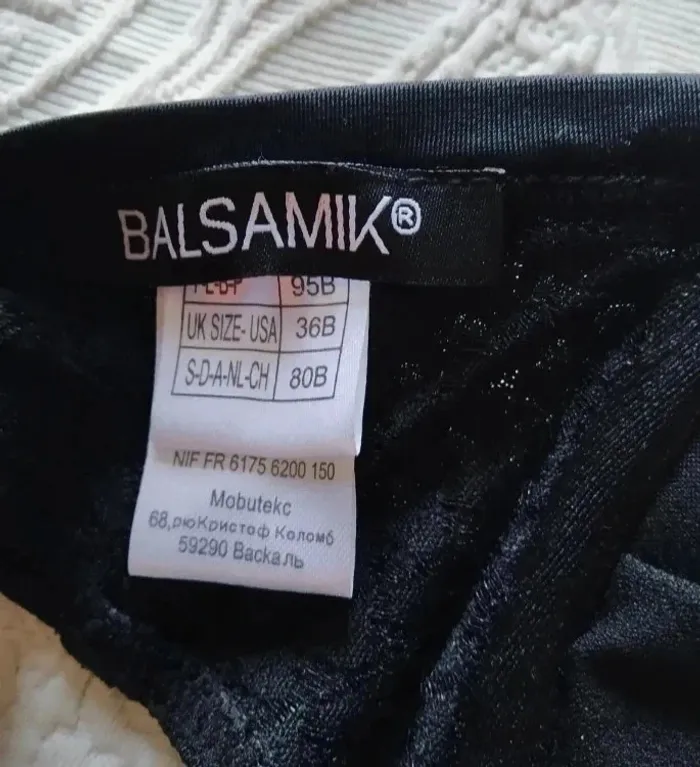 BALSAMIK®
95B
UK SIZE- USA 36B
S-D-A-NL-CH 80B
NIF FR 6175 6200 150
Мобитекс
68,рюКристоф Коломб
59290 Васкаль